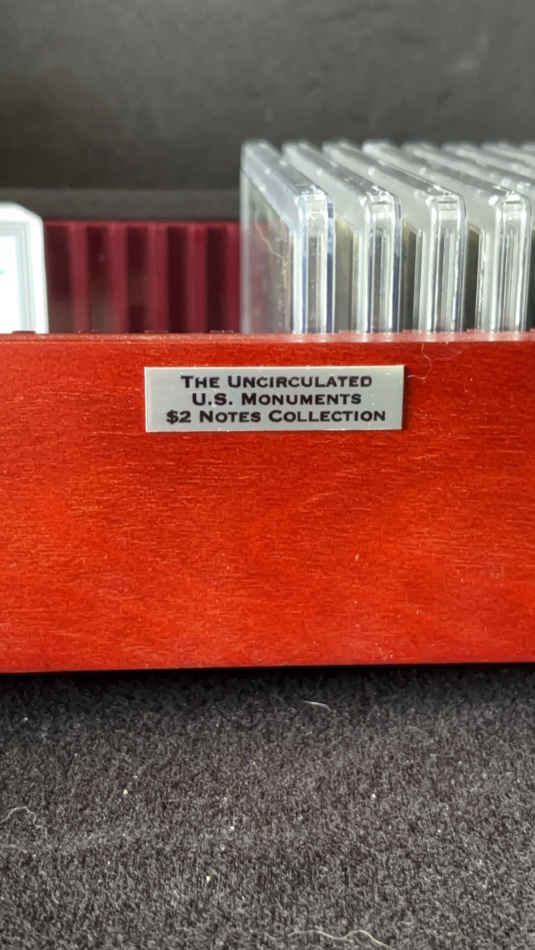 THE UNCIRCULATED
U.S. MONUMENTS
$2 NOTES COLLECTION